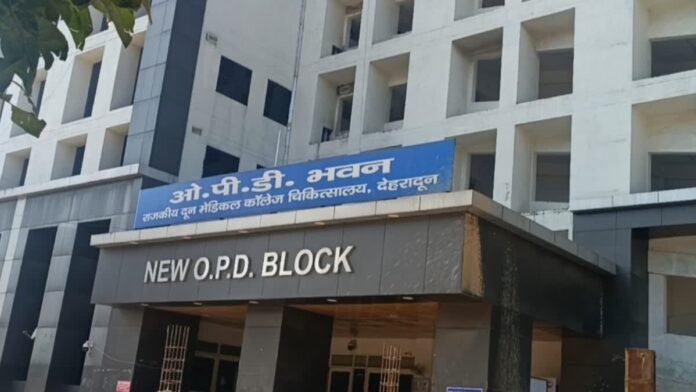 ओ.पी.डी. भवन
राजकीय दून मेडिकल कॉलेज चिकित्सालय, देहरादून
NEW O.P.D. BLOCK